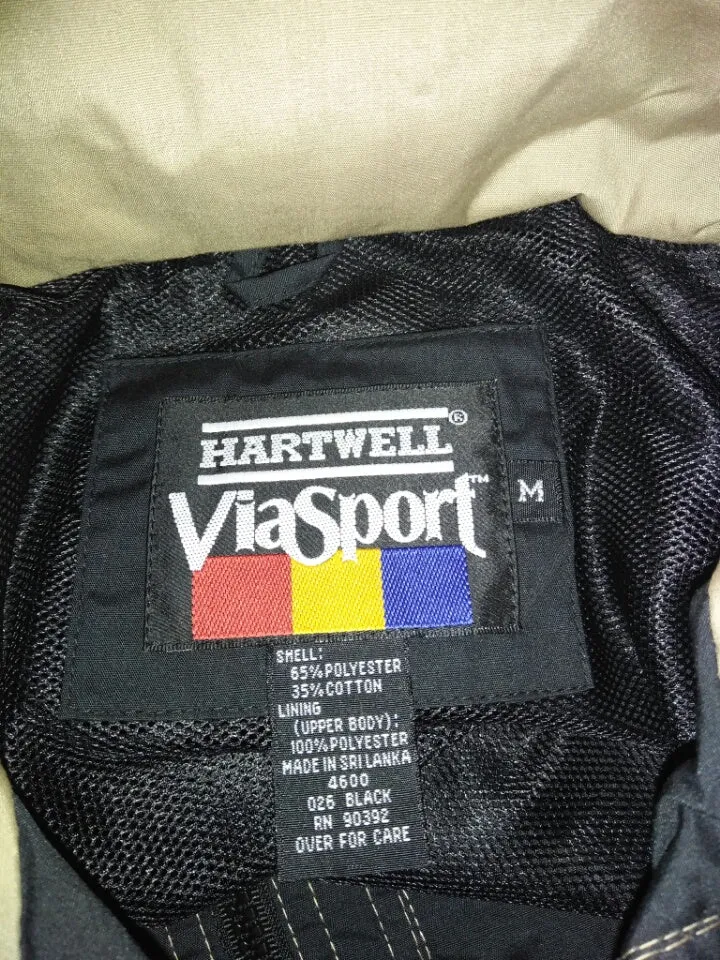 HARTWELL®
ViaSport™
M
SHELL:
65% POLYESTER
35% COTTON
LINING
(UPPER BODY):
100% POLYESTER
MADE IN SRI LANKA
4600
026 BLACK
RN 90392
OVER FOR CARE